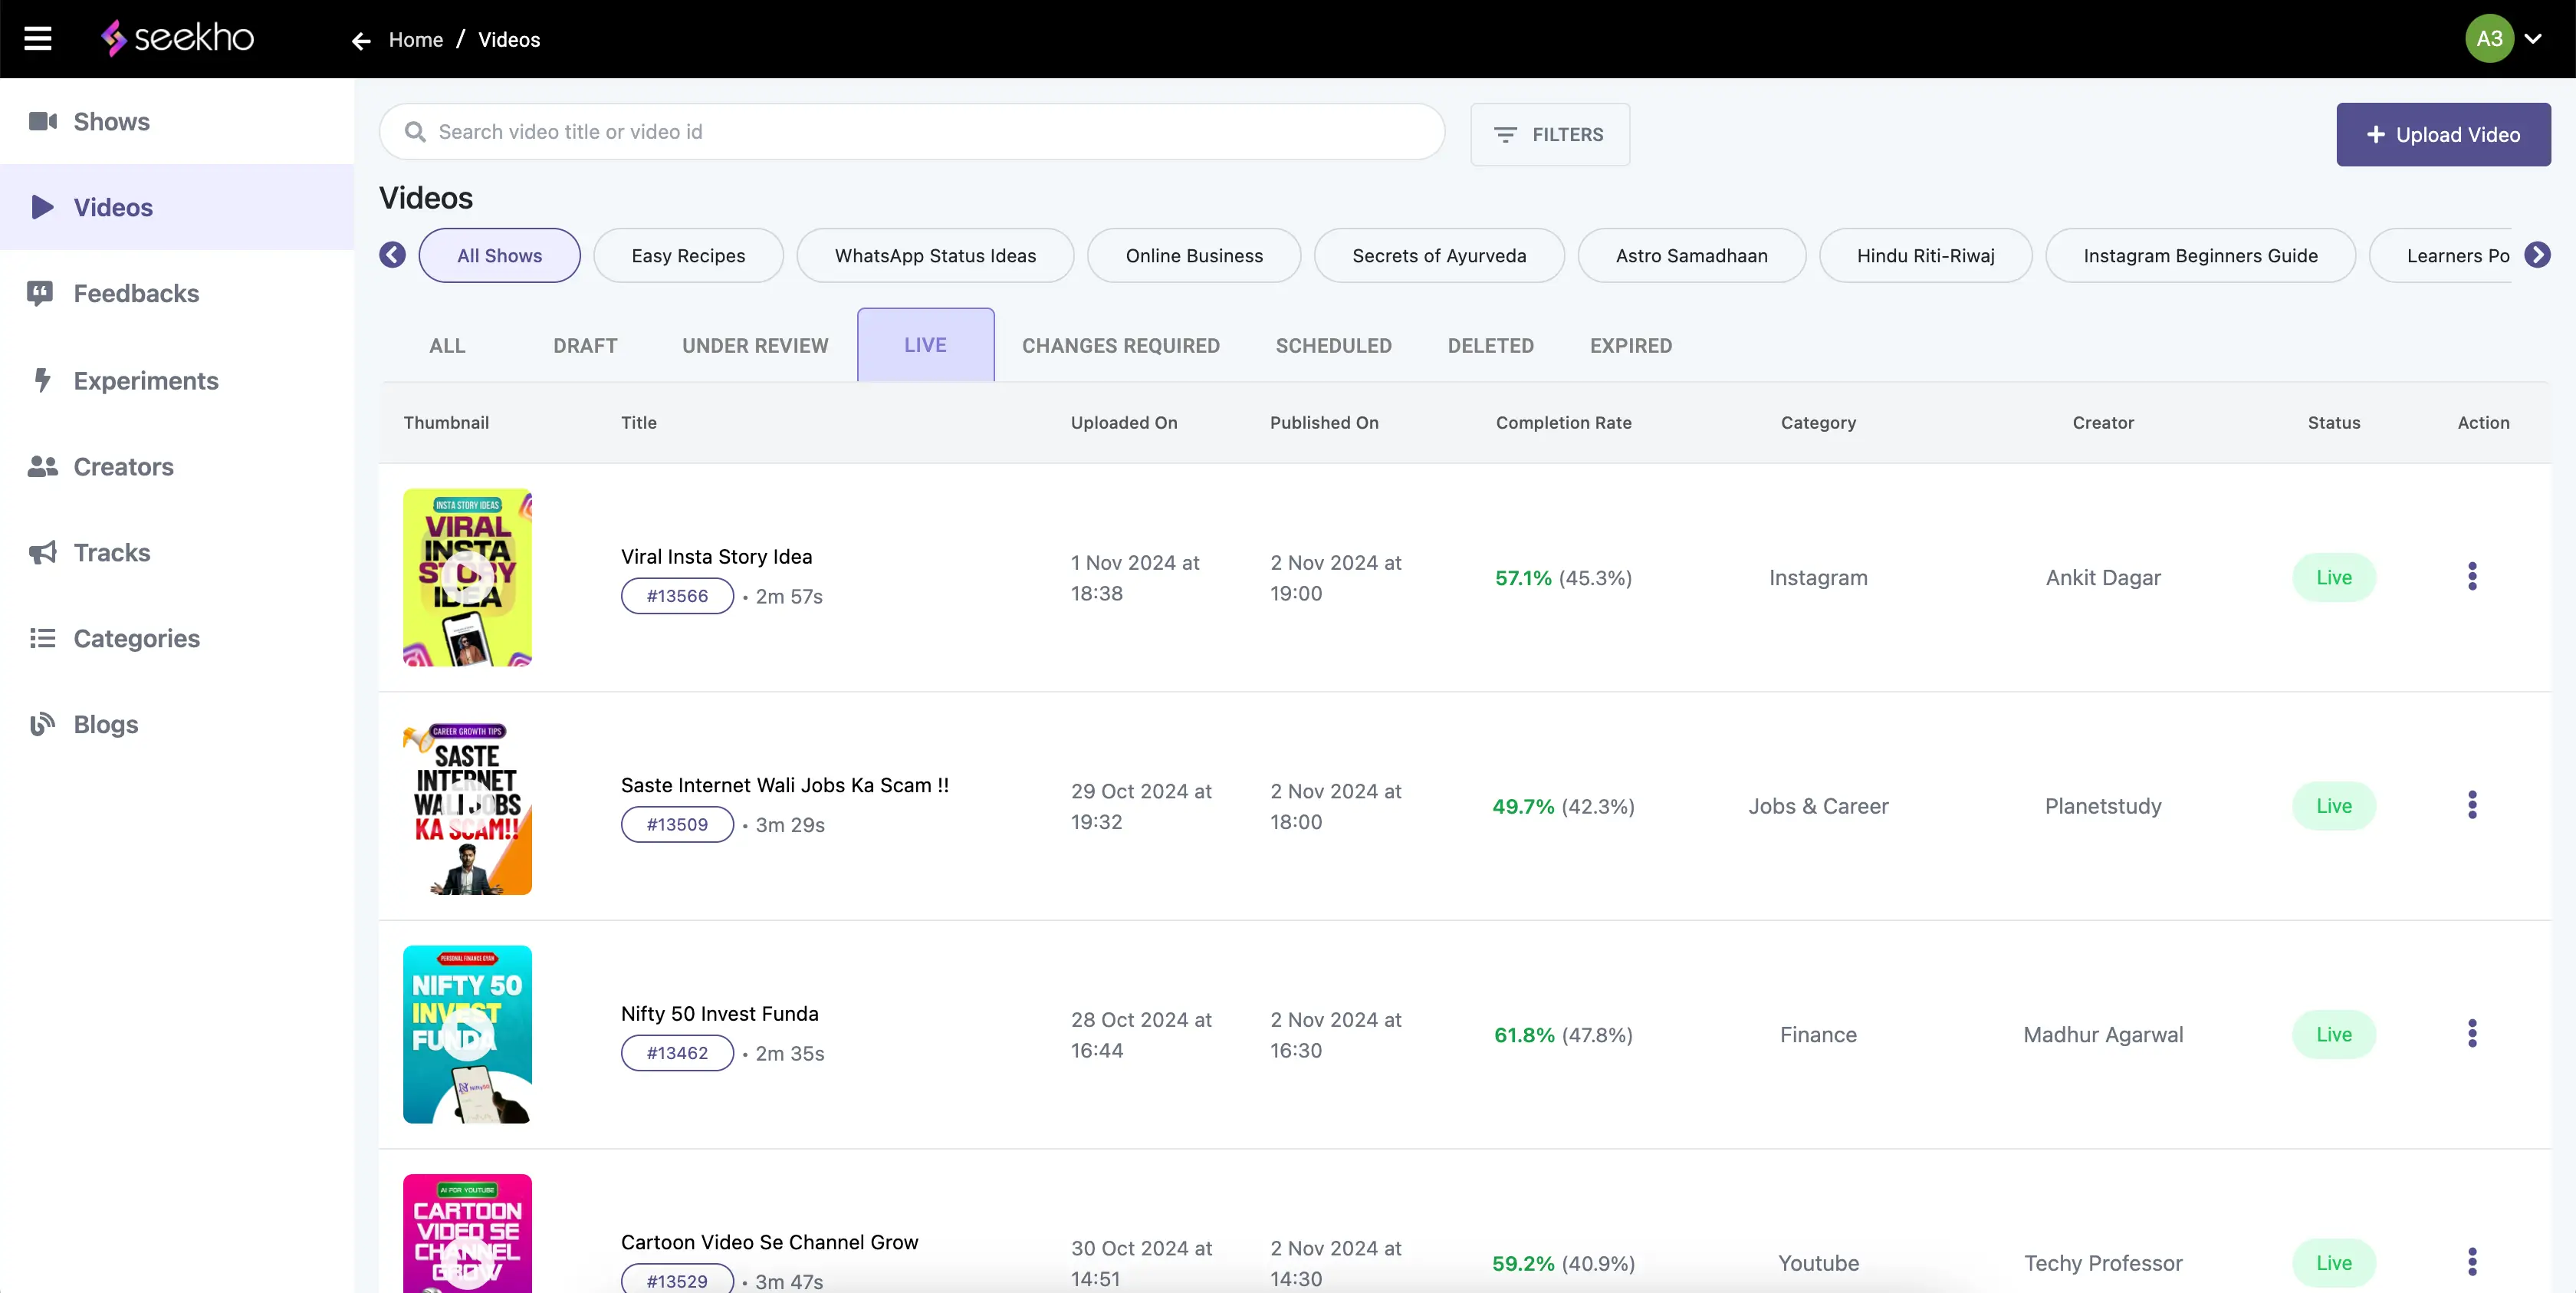 seekho
Home / Videos
A3
Shows
Videos
Feedbacks
Experiments
Creators
Tracks
Categories
Blogs
Search video title or video id
FILTERS
+ Upload Video
Videos
All Shows
Easy Recipes
WhatsApp Status Ideas
Online Business
Secrets of Ayurveda
Astro Samadhaan
Hindu Riti-Riwaj
Instagram Beginners Guide
Learners Po
ALL
DRAFT
UNDER REVIEW
LIVE
CHANGES REQUIRED
SCHEDULED
DELETED
EXPIRED
Thumbnail
Title
Uploaded On
Published On
Completion Rate
Category
Creator
Status
Action
INSTA STORY IDEAS
VIRAL
INSTA
STORY
IDEA
Viral Insta Story Idea
#13566 • 2m 57s
1 Nov 2024 at
18:38
2 Nov 2024 at
19:00
57.1% (45.3%)
Instagram
Ankit Dagar
Live
CAREER GROWTH TIPS
SASTE
INTERNET
WALI JOBS
KA SCAM!!
Saste Internet Wali Jobs Ka Scam !!
#13509 • 3m 29s
29 Oct 2024 at
19:32
2 Nov 2024 at
18:00
49.7% (42.3%)
Jobs & Career
Planetstudy
Live
PERSONAL FINANCE GYAN
NIFTY 50
INVEST
FUNDA
Nifty50
Nifty 50 Invest Funda
#13462 • 2m 35s
28 Oct 2024 at
16:44
2 Nov 2024 at
16:30
61.8% (47.8%)
Finance
Madhur Agarwal
Live
AI FOR YOUTUBE
CARTOON
VIDEO SE
CHANNEL
GROW
Cartoon Video Se Channel Grow
#13529 • 3m 47s
30 Oct 2024 at
14:51
2 Nov 2024 at
14:30
59.2% (40.9%)
Youtube
Techy Professor
Live